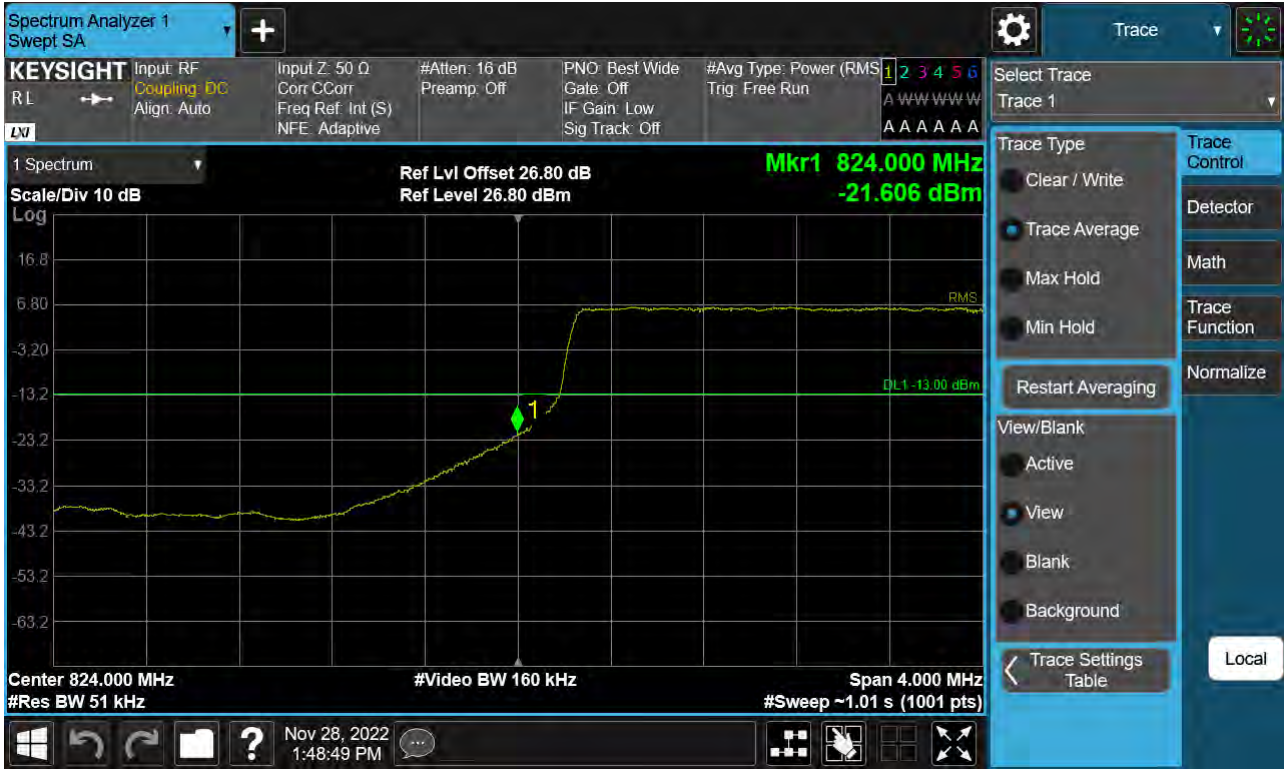 Spectrum Analyzer 1
Swept SA
Trace
KEYSIGHT
R L
LXI
Input: RF
Coupling: DC
Align: Auto
Input Z: 50 Ω
Corr CCorr
Freq Ref: Int (S)
NFE: Adaptive
#Atten: 16 dB
Preamp: Off
PNO: Best Wide
Gate: Off
IF Gain: Low
Sig Track: Off
#Avg Type: Power (RMS
Trig: Free Run
1 2 3 4 5 6
A W W W W W
A A A A A A
Select Trace
Trace 1
1 Spectrum
Scale/Div 10 dB
Log
Ref Lvl Offset 26.80 dB
Ref Level 26.80 dBm
Mkr1 824.000 MHz
-21.606 dBm
16.8
6.80
-3.20
-13.2
-23.2
-33.2
-43.2
-53.2
-63.2
RMS
DL1 -13.00 dBm
1
Center 824.000 MHz
#Res BW 51 kHz
#Video BW 160 kHz
Span 4.000 MHz
#Sweep ~1.01 s (1001 pts)
Trace Type
Clear / Write
Trace Average
Max Hold
Min Hold
Restart Averaging
View/Blank
Active
View
Blank
Background
Trace Settings
Table
Trace
Control
Detector
Math
Trace
Function
Normalize
Local
?
Nov 28, 2022
1:48:49 PM